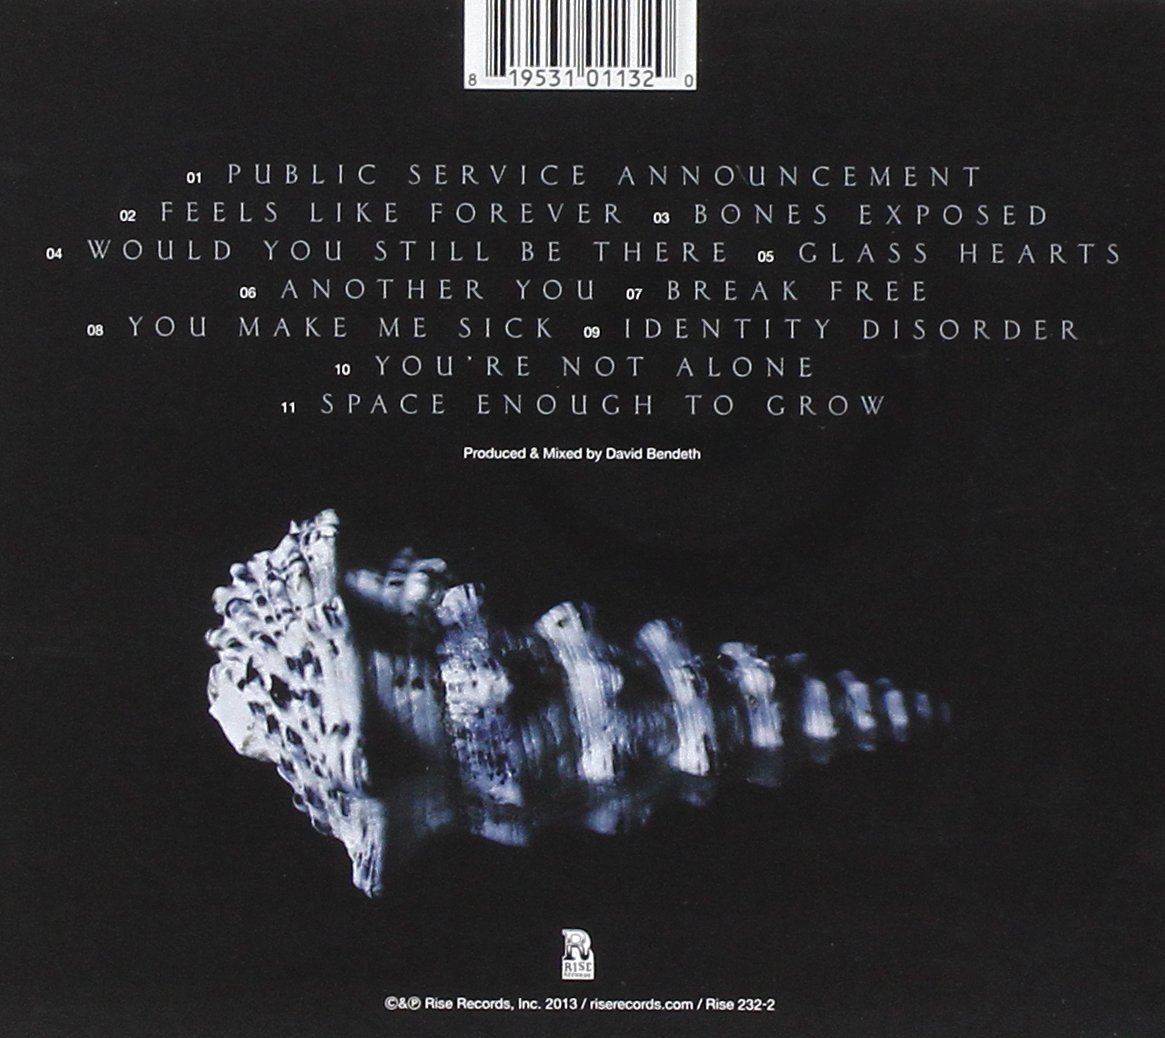 8 19531 01132 0
01 PUBLIC SERVICE ANNOUNCEMENT
02 FEELS LIKE FOREVER 03 BONES EXPOSED
04 WOULD YOU STILL BE THERE 05 GLASS HEARTS
06 ANOTHER YOU 07 BREAK FREE
08 YOU MAKE ME SICK 09 IDENTITY DISORDER
10 YOU'RE NOT ALONE
11 SPACE ENOUGH TO GROW
Produced & Mixed by David Bendeth
R
RISE
RECORDS
©&℗ Rise Records, Inc. 2013 / riserecords.com / Rise 232-2